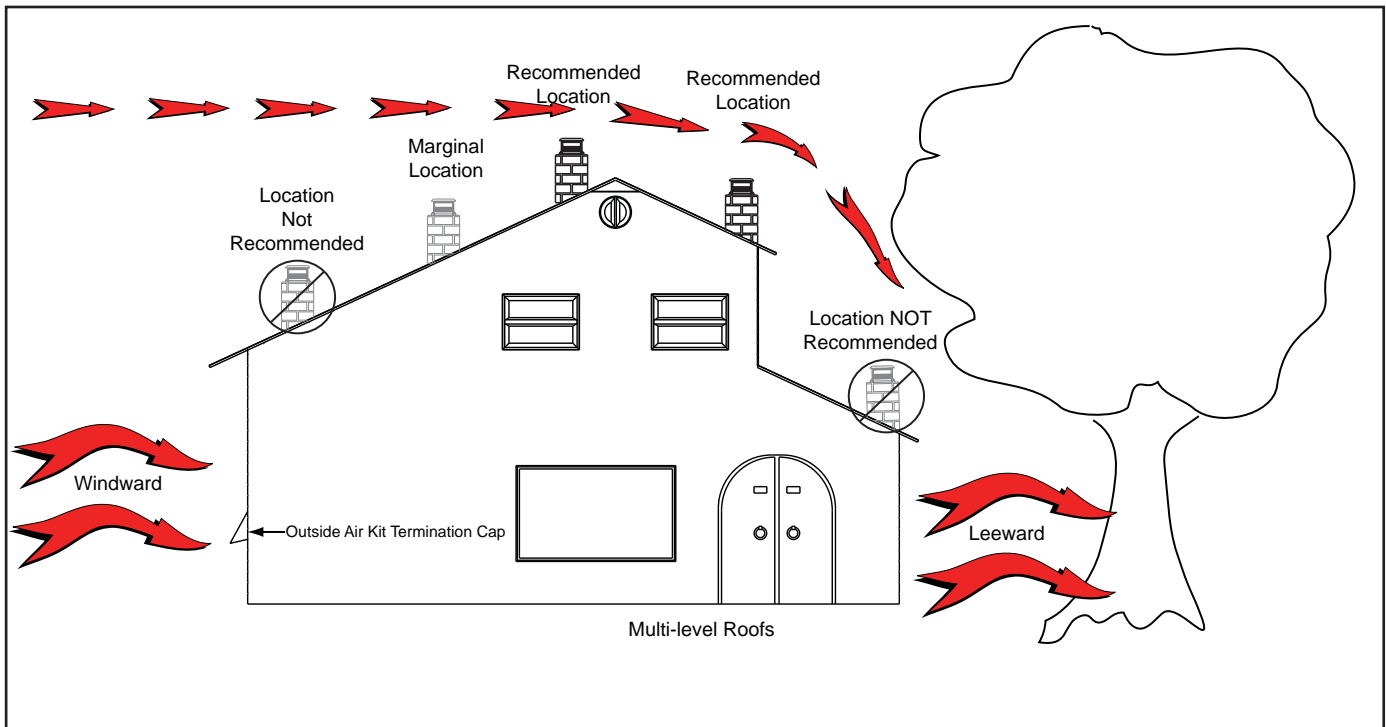 Recommended
Location
Recommended
Location
Marginal
Location
Location
Not
Recommended
Location NOT
Recommended
Windward
Outside Air Kit Termination Cap
Leeward
Multi-level Roofs